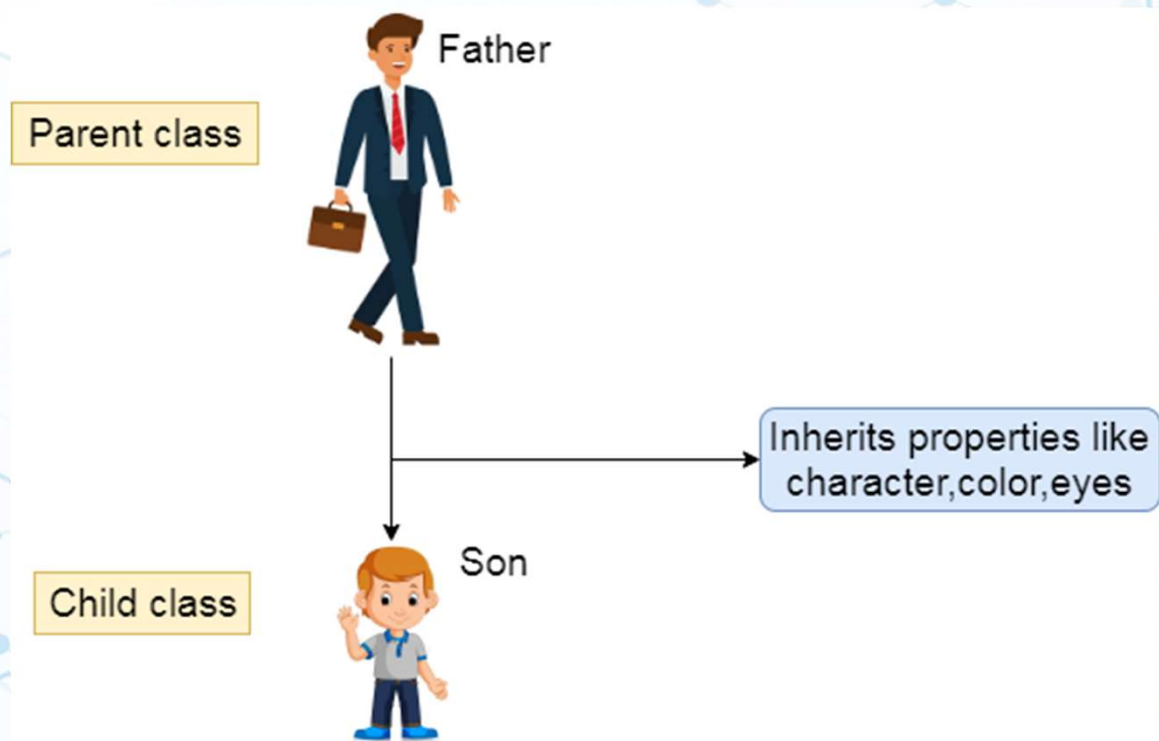 Father
Parent class
Inherits properties like
character,color,eyes
Son
Child class